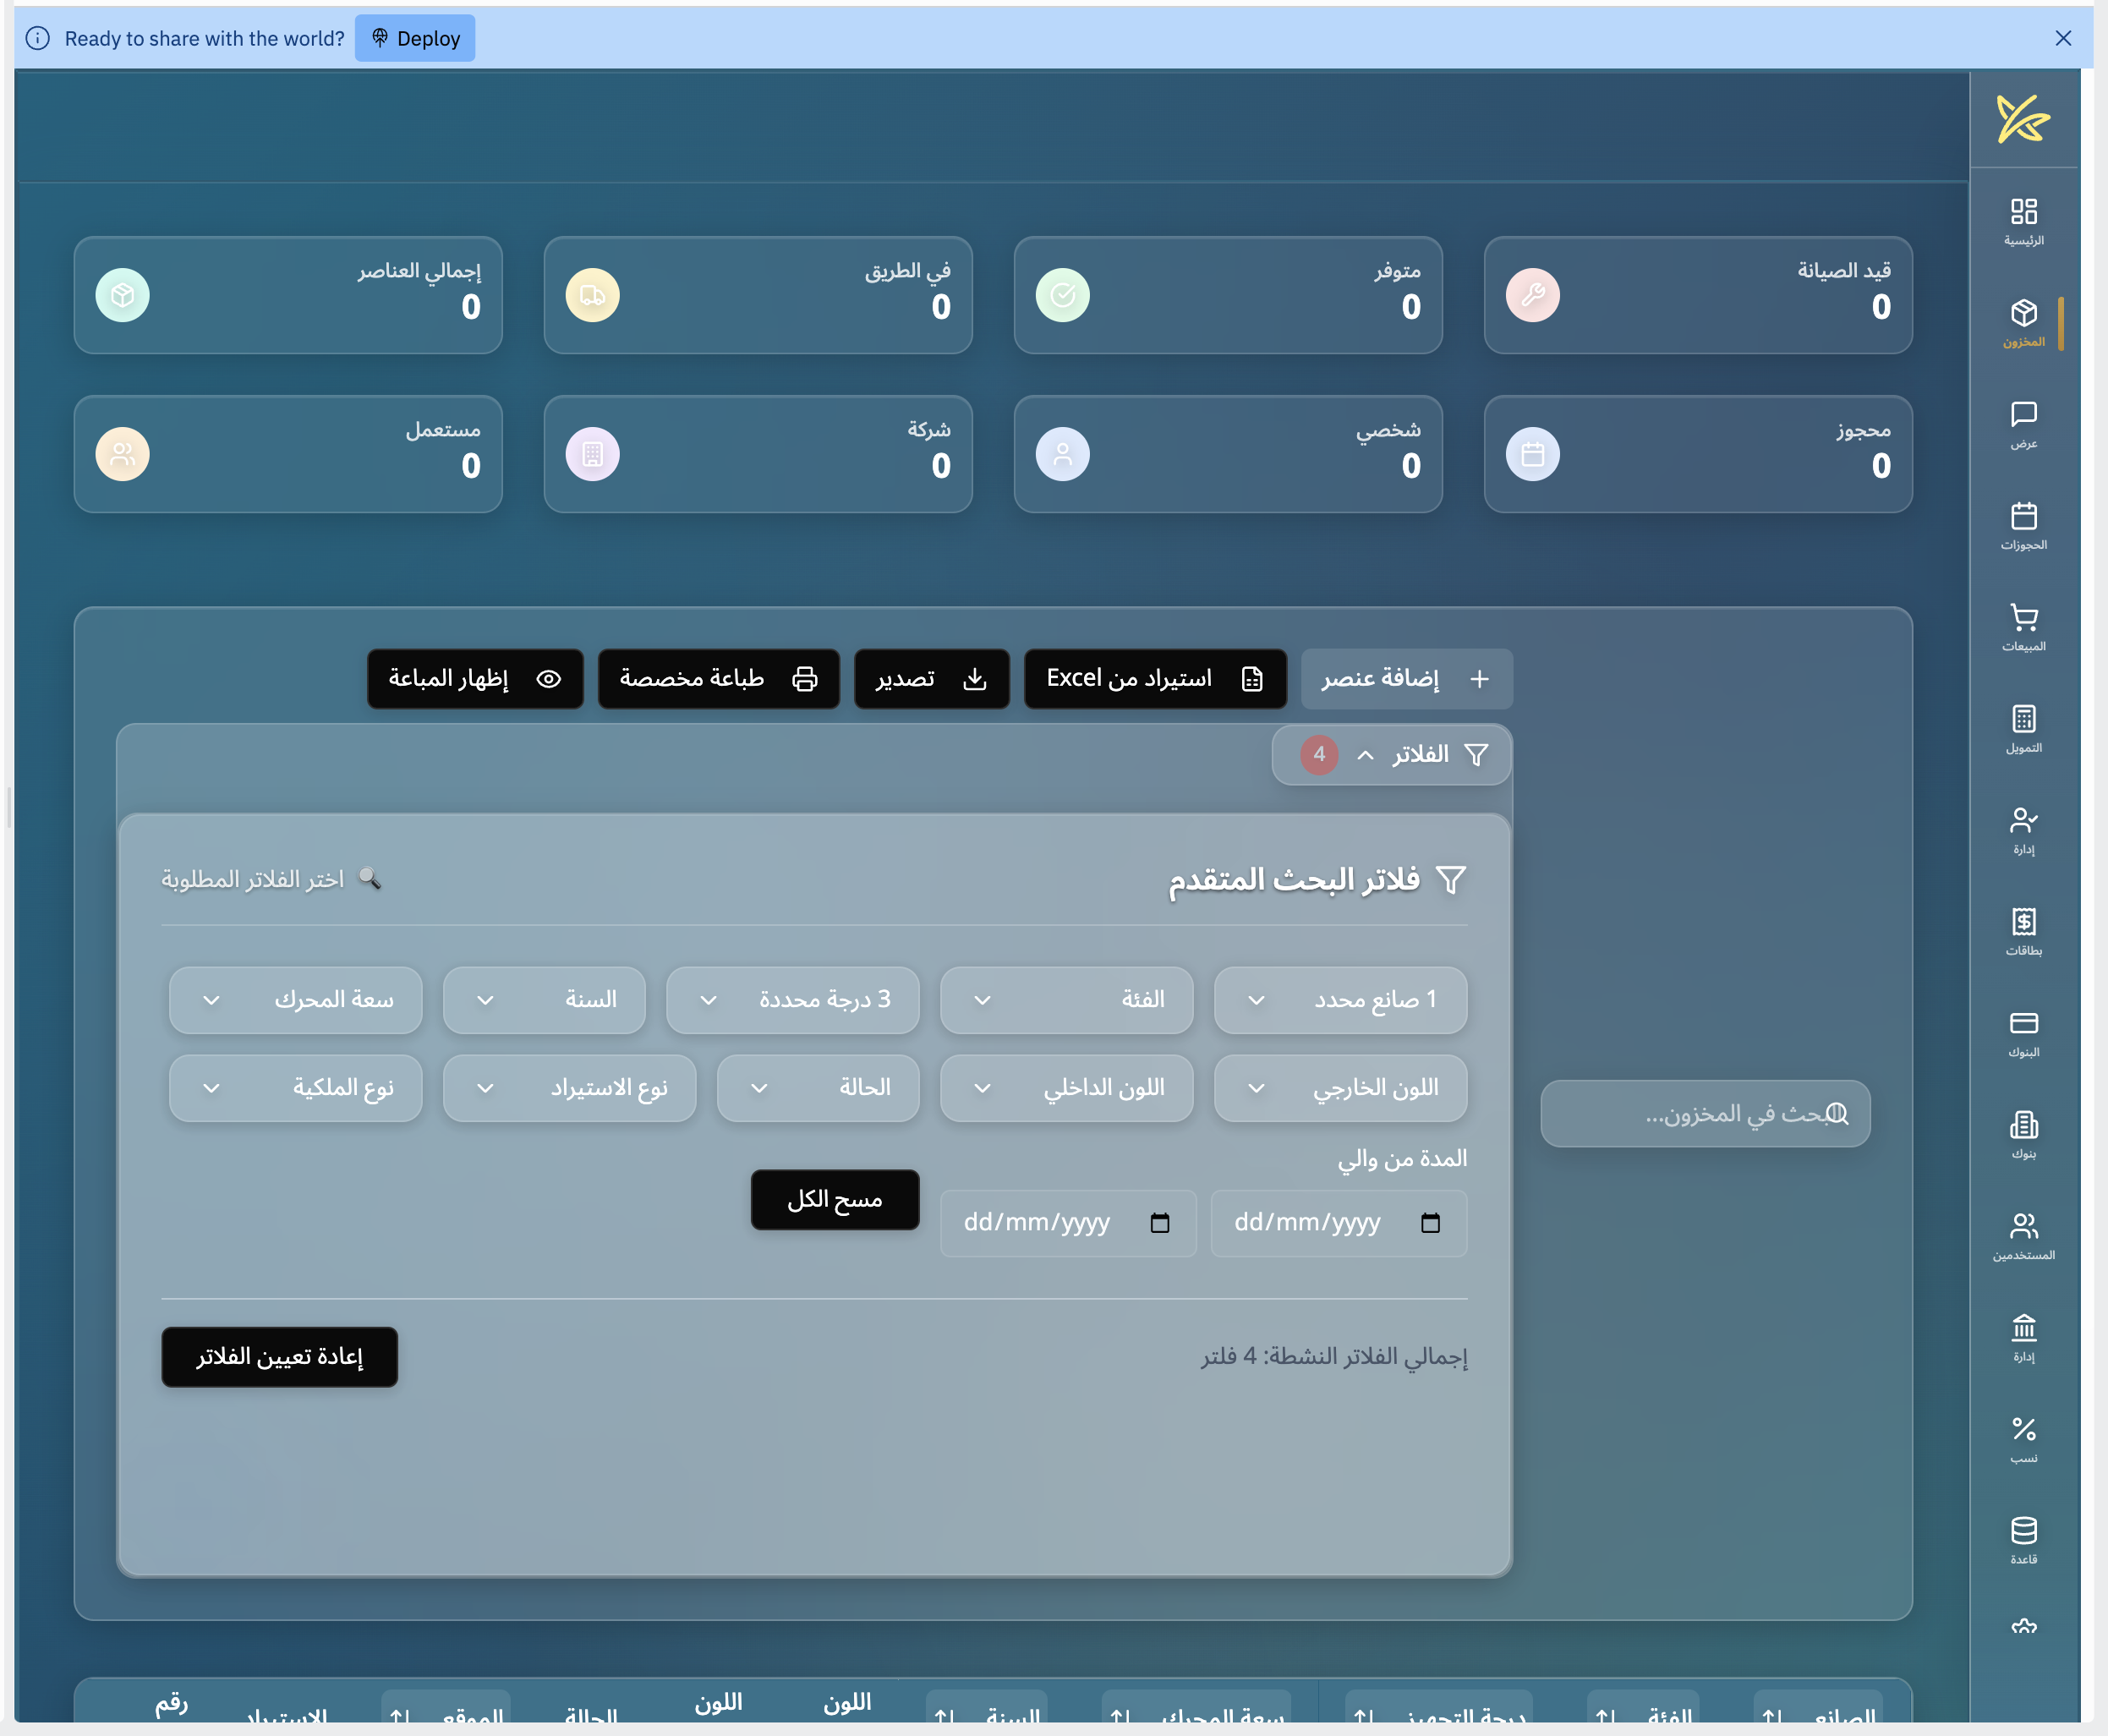 Ready to share with the world? Deploy
الرئيسية
المخزون
عرض
الحجوزات
المبيعات
التمويل
إدارة
بطاقات
البنوك
بنوك
المستخدمين
إدارة
نسب
قاعدة
قيد الصيانة
0
متوفر
0
في الطريق
0
إجمالي العناصر
0
محجوز
0
شخصي
0
شركة
0
مستعمل
0
إضافة عنصر
استيراد من Excel
تصدير
طباعة مخصصة
إظهار المباعة
البحث في المخزون...
الفلاتر 4
فلاتر البحث المتقدم
اختر الفلاتر المطلوبة
1 صانع محدد
الفئة
3 درجة محددة
السنة
سعة المحرك
اللون الخارجي
اللون الداخلي
الحالة
نوع الاستيراد
نوع الملكية
المدة من والي
dd/mm/yyyy
dd/mm/yyyy
مسح الكل
إجمالي الفلاتر النشطة: 4 فلتر
إعادة تعيين الفلاتر
الصانع
الفئة
درجة التجهيز
سعة المحرك
السنة
اللون
اللون
الحالة
الموقع
الاستيراد
رقم